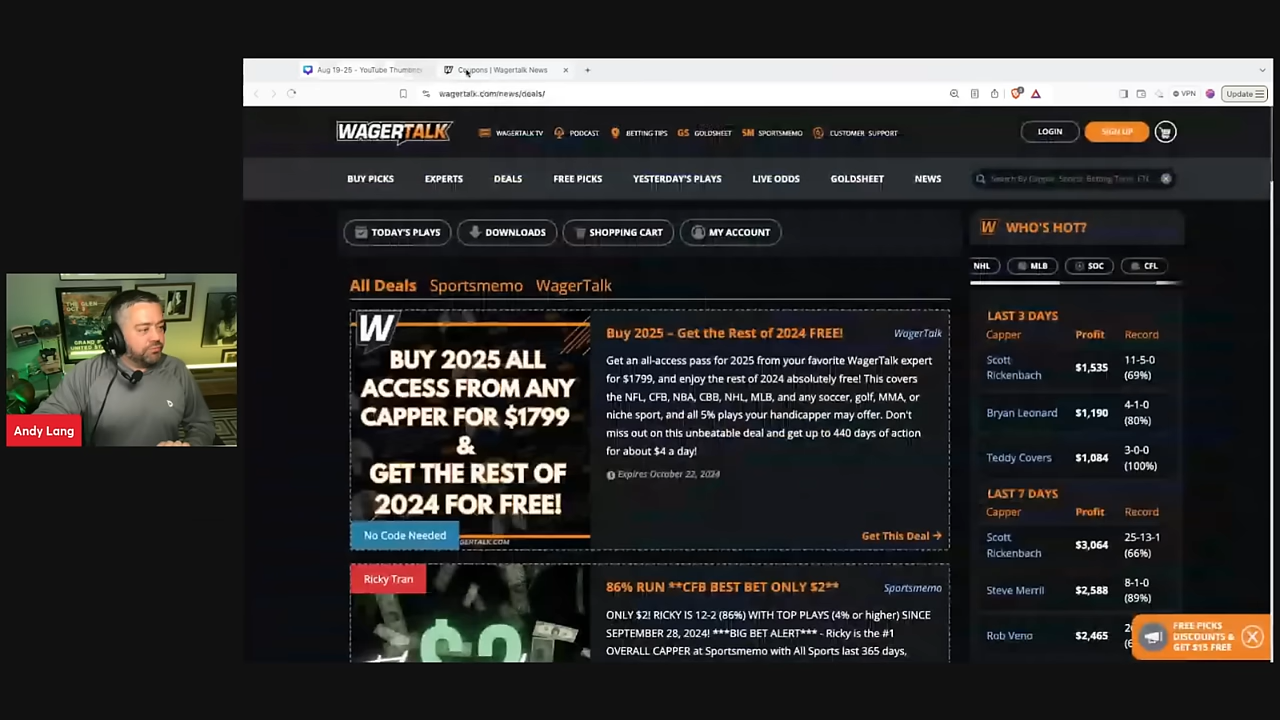 Aug 19-25 - YouTube Thumbn
Coupons | Wagertalk News
wagertalk.com/news/deals/
VPN
Update
WAGERTALK
WAGERTALK TV
PODCAST
BETTING TIPS
GS GOLDSHEET
SM SPORTSMEMO
CUSTOMER SUPPORT
LOGIN
SIGN UP
BUY PICKS
EXPERTS
DEALS
FREE PICKS
YESTERDAY'S PLAYS
LIVE ODDS
GOLDSHEET
NEWS
TODAY'S PLAYS
DOWNLOADS
SHOPPING CART
MY ACCOUNT
All Deals
Sportsmemo
WagerTalk
W
BUY 2025 ALL
ACCESS FROM ANY
CAPPER FOR $1799
&
GET THE REST OF
2024 FOR FREE!
No Code Needed
GERTALK.COM
Buy 2025 – Get the Rest of 2024 FREE!
WagerTalk
Get an all-access pass for 2025 from your favorite WagerTalk expert
for $1799, and enjoy the rest of 2024 absolutely free! This covers
the NFL, CFB, NBA, CBB, NHL, MLB, and any soccer, golf, MMA, or
niche sport, and all 5% plays your handicapper may offer. Don't
miss out on this unbeatable deal and get up to 440 days of action
for about $4 a day!
Expires October 22, 2024
Get This Deal →
Ricky Tran
$2
86% RUN **CFB BEST BET ONLY $2**
Sportsmemo
ONLY $2! RICKY IS 12-2 (86%) WITH TOP PLAYS (4% or higher) SINCE
SEPTEMBER 28, 2024! ***BIG BET ALERT*** - Ricky is the #1
OVERALL CAPPER at Sportsmemo with All Sports last 365 days,
W WHO'S HOT?
NHL
MLB
SOC
CFL
LAST 3 DAYS
Capper Profit Record
Scott Rickenbach $1,535 11-5-0 (69%)
Bryan Leonard $1,190 4-1-0 (80%)
Teddy Covers $1,084 3-0-0 (100%)
LAST 7 DAYS
Capper Profit Record
Scott Rickenbach $3,064 25-13-1 (66%)
Steve Merril $2,588 8-1-0 (89%)
Rob Veno $2,465
FREE PICKS
DISCOUNTS &
GET $15 FREE
Andy Lang